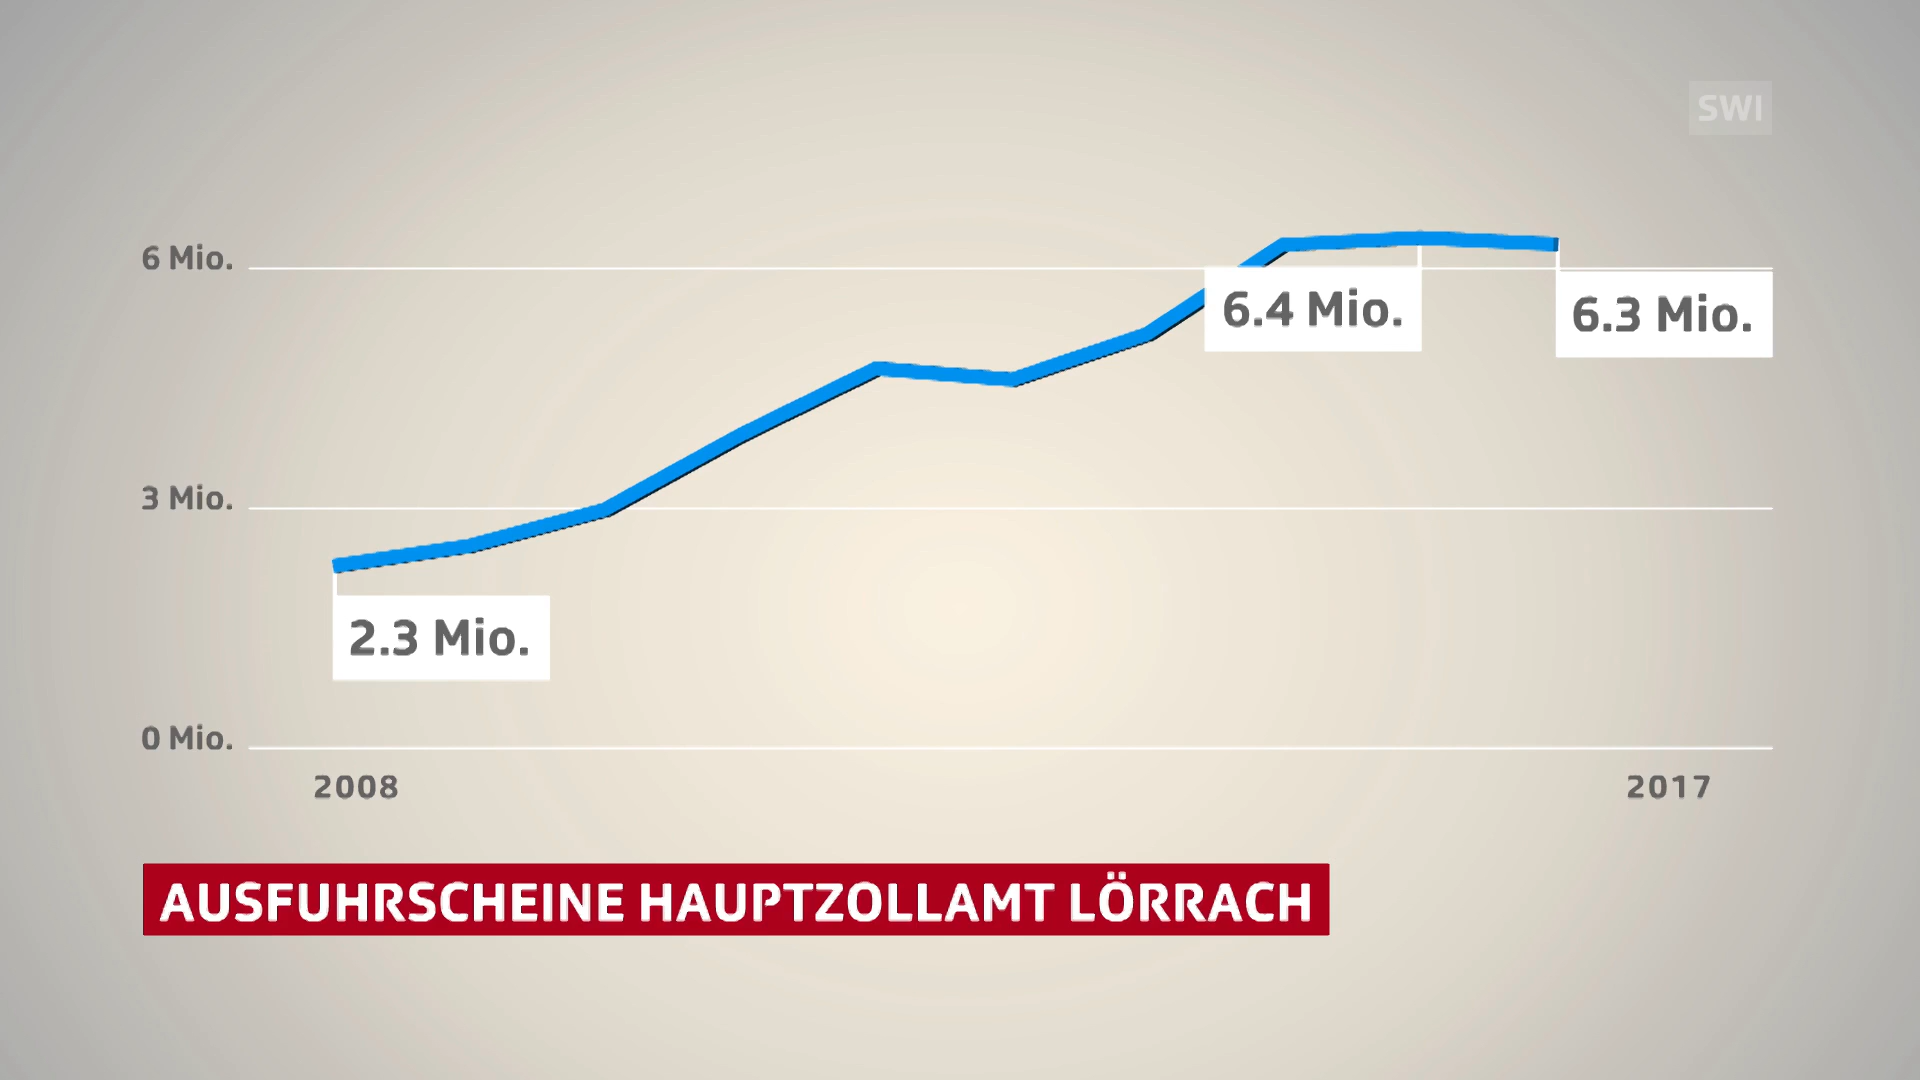 SWI
6 Mio.
6.4 Mio.
6.3 Mio.
3 Mio.
2.3 Mio.
0 Mio.
2008
2017
AUSFUHRSCHEINE HAUPTZOLLAMT LÖRRACH